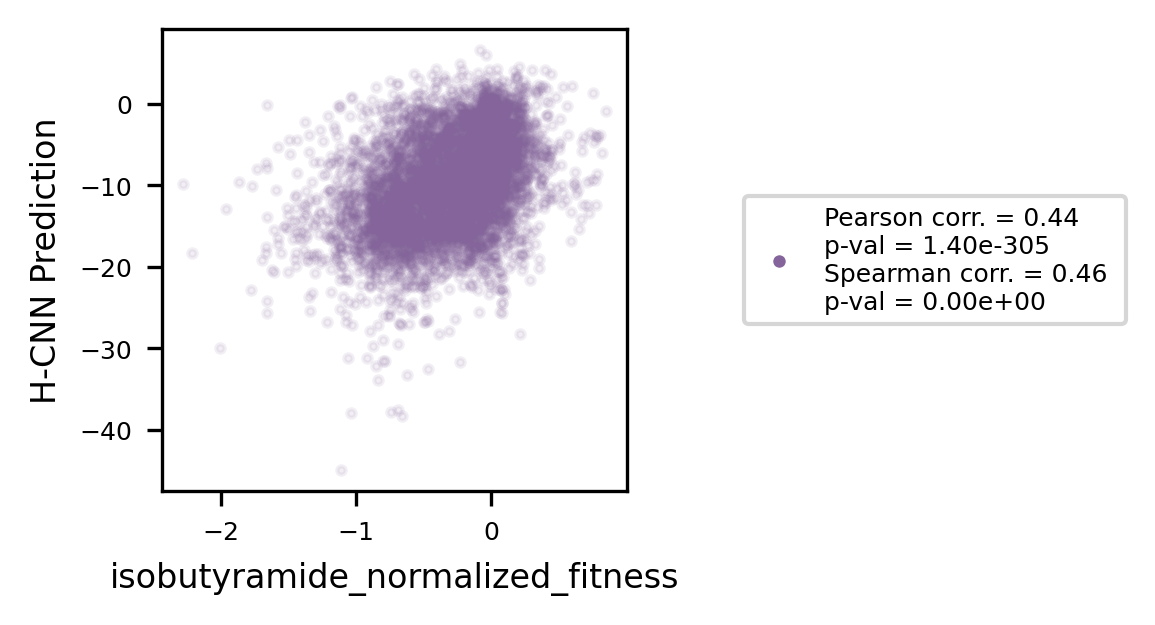 H-CNN Prediction
0
−10
−20
−30
−40
−2
−1
0
isobutyramide_normalized_fitness
Pearson corr. = 0.44
p-val = 1.40e-305
Spearman corr. = 0.46
p-val = 0.00e+00